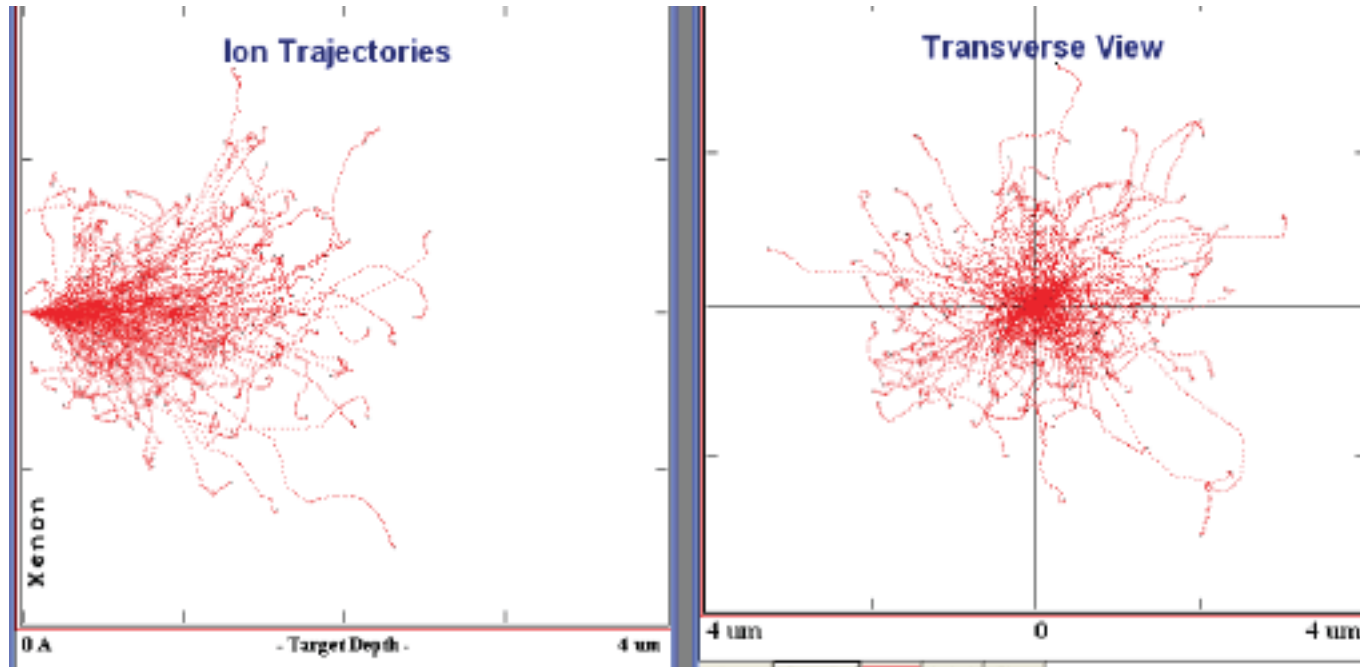 Ion Trajectories
Xenon
0 A - Target Depth - 4 um
Transverse View
4 um 0 4 um